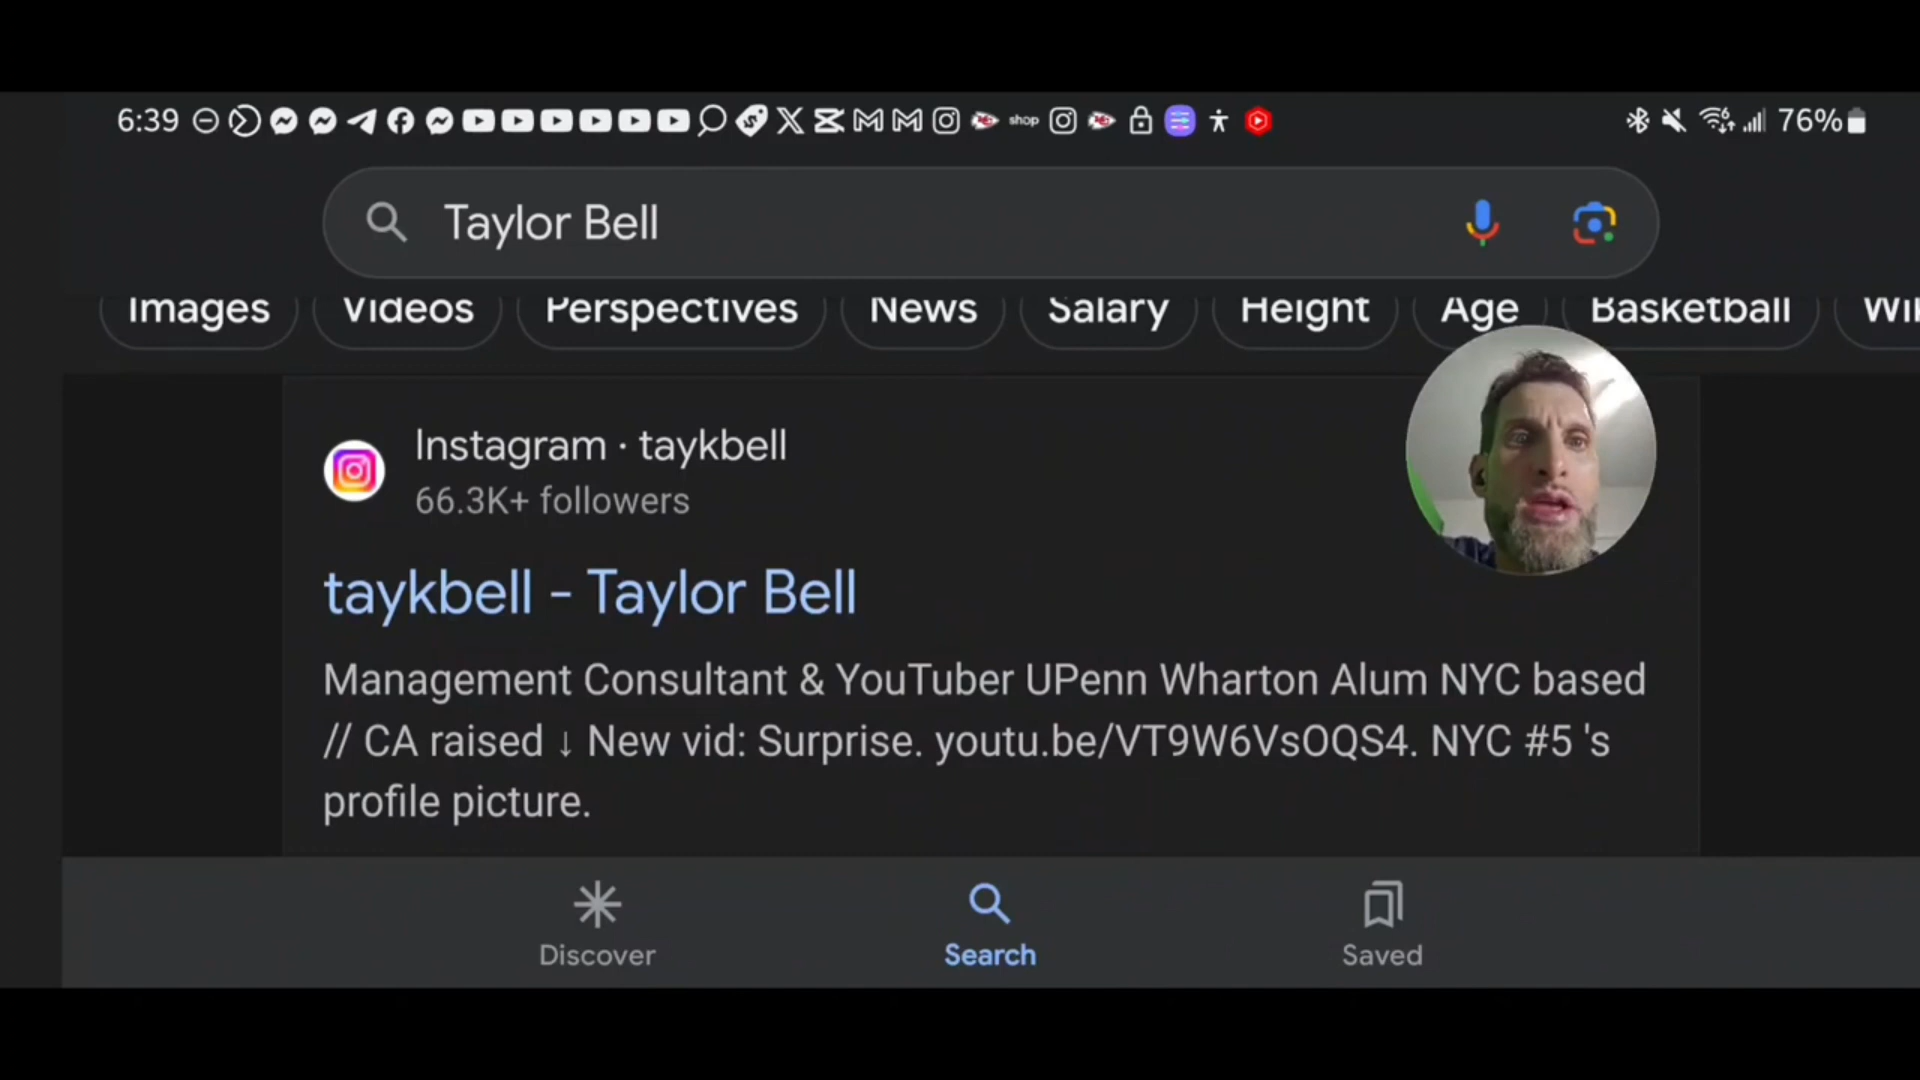 6:39 shop 76%
Taylor Bell
Images Videos Perspectives News Salary Height Age Basketball
Instagram · taykbell
66.3K+ followers
taykbell - Taylor Bell
Management Consultant & YouTuber UPenn Wharton Alum NYC based
// CA raised ↓ New vid: Surprise. youtu.be/VT9W6VsOQS4. NYC #5 's
profile picture.
Discover Search Saved